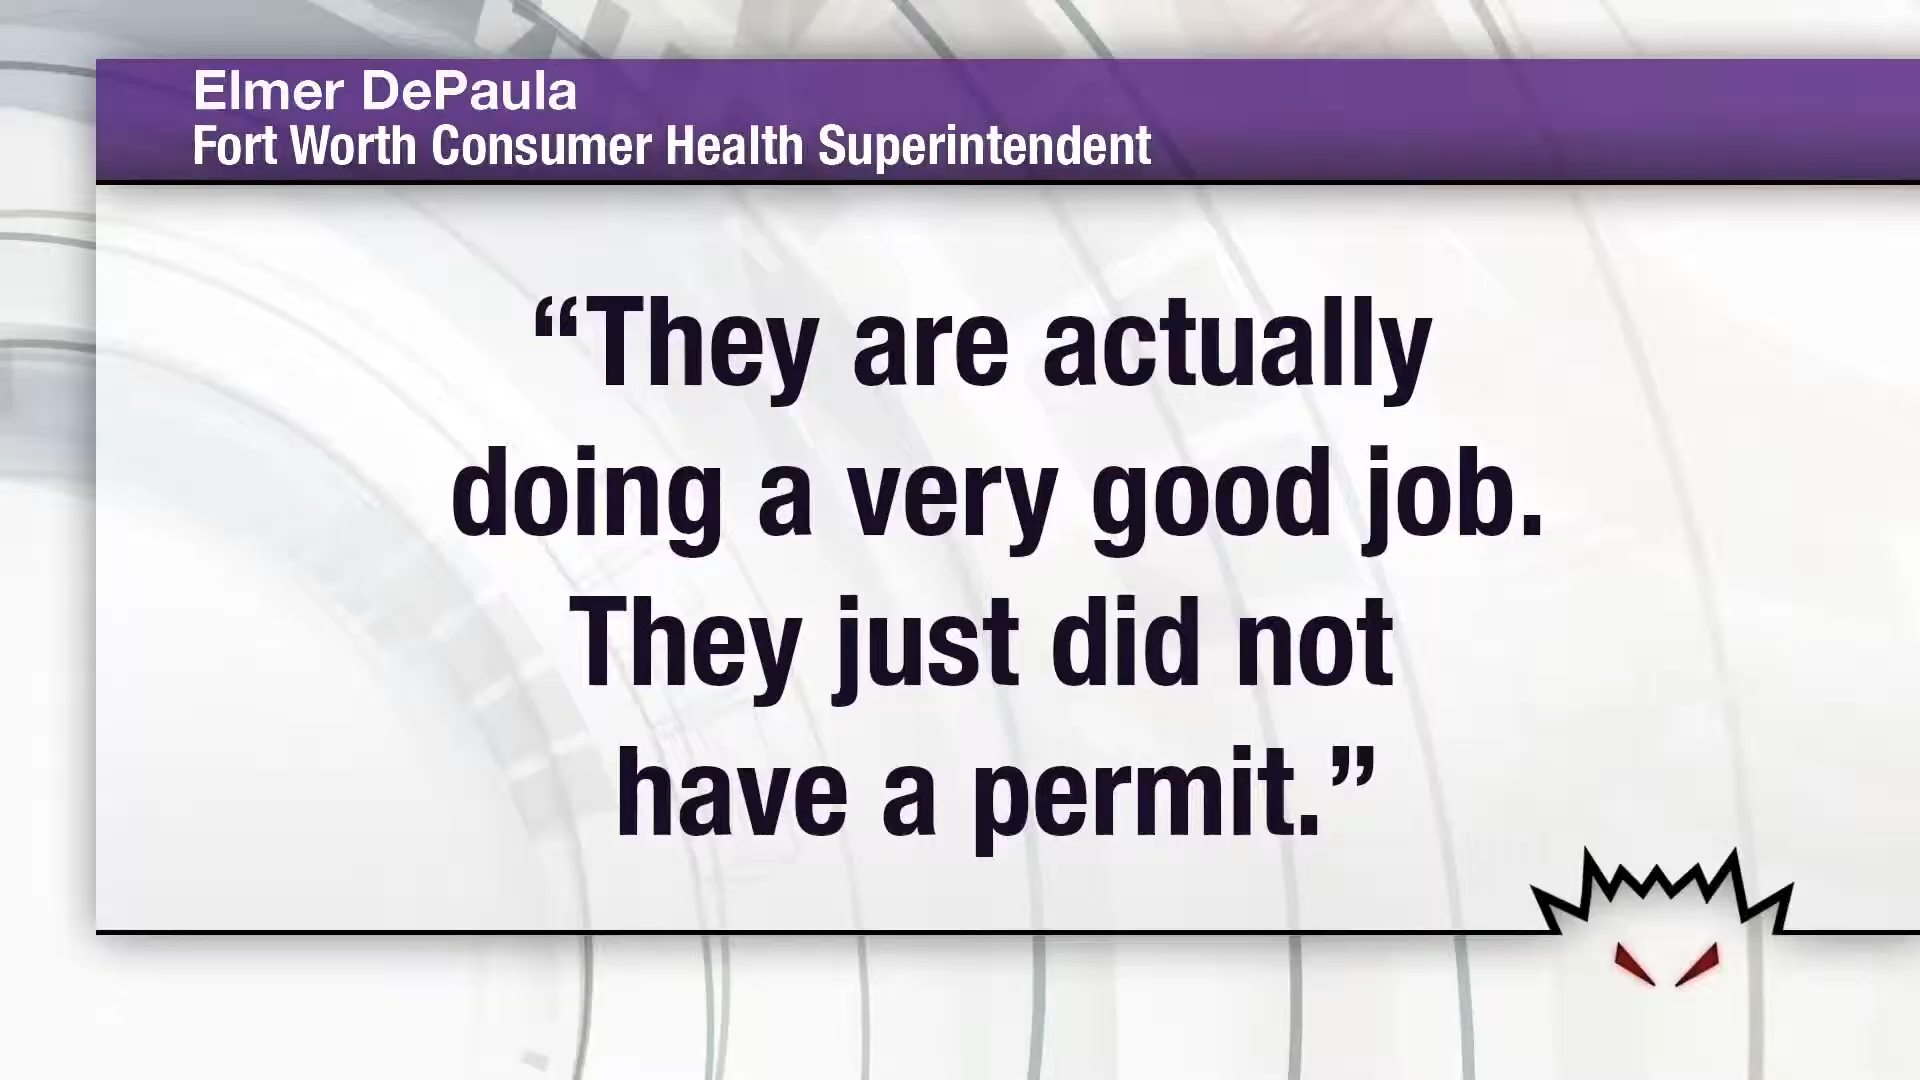 Elmer DePaula
Fort Worth Consumer Health Superintendent
“They are actually
doing a very good job.
They just did not
have a permit.”